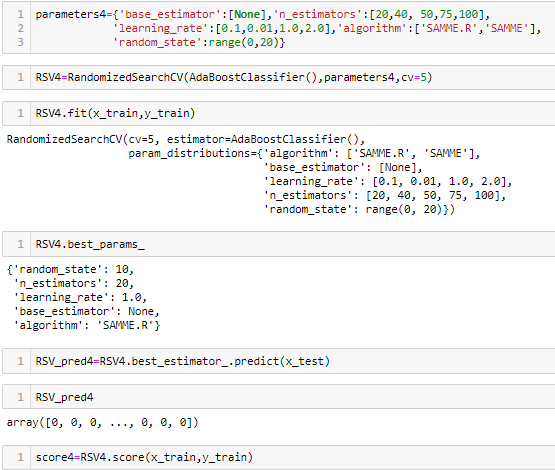 1 parameters4={'base_estimator':[None],'n_estimators':[20,40, 50,75,100],
2 'learning_rate':[0.1,0.01,1.0,2.0],'algorithm':['SAMME.R','SAMME'],
3 'random_state':range(0,20)}
1 RSV4=RandomizedSearchCV(AdaBoostClassifier(),parameters4,cv=5)
1 RSV4.fit(x_train,y_train)
RandomizedSearchCV(cv=5, estimator=AdaBoostClassifier(),
param_distributions={'algorithm': ['SAMME.R', 'SAMME'],
'base_estimator': [None],
'learning_rate': [0.1, 0.01, 1.0, 2.0],
'n_estimators': [20, 40, 50, 75, 100],
'random_state': range(0, 20)})
1 RSV4.best_params_
{'random_state': 10,
'n_estimators': 20,
'learning_rate': 1.0,
'base_estimator': None,
'algorithm': 'SAMME.R'}
1 RSV_pred4=RSV4.best_estimator_.predict(x_test)
1 RSV_pred4
array([0, 0, 0, ..., 0, 0, 0])
1 score4=RSV4.score(x_train,y_train)